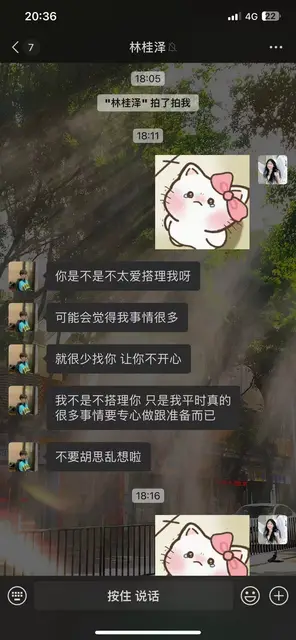 20:36
4G 22
7
林桂泽
18:05
"林桂泽" 拍了拍我
18:11
你是不是不太爱搭理我呀
可能会觉得我事情很多
就很少找你 让你不开心
我不是不搭理你 只是我平时真的
很多事情要专心做跟准备而已
不要胡思乱想啦
18:16
按住 说话